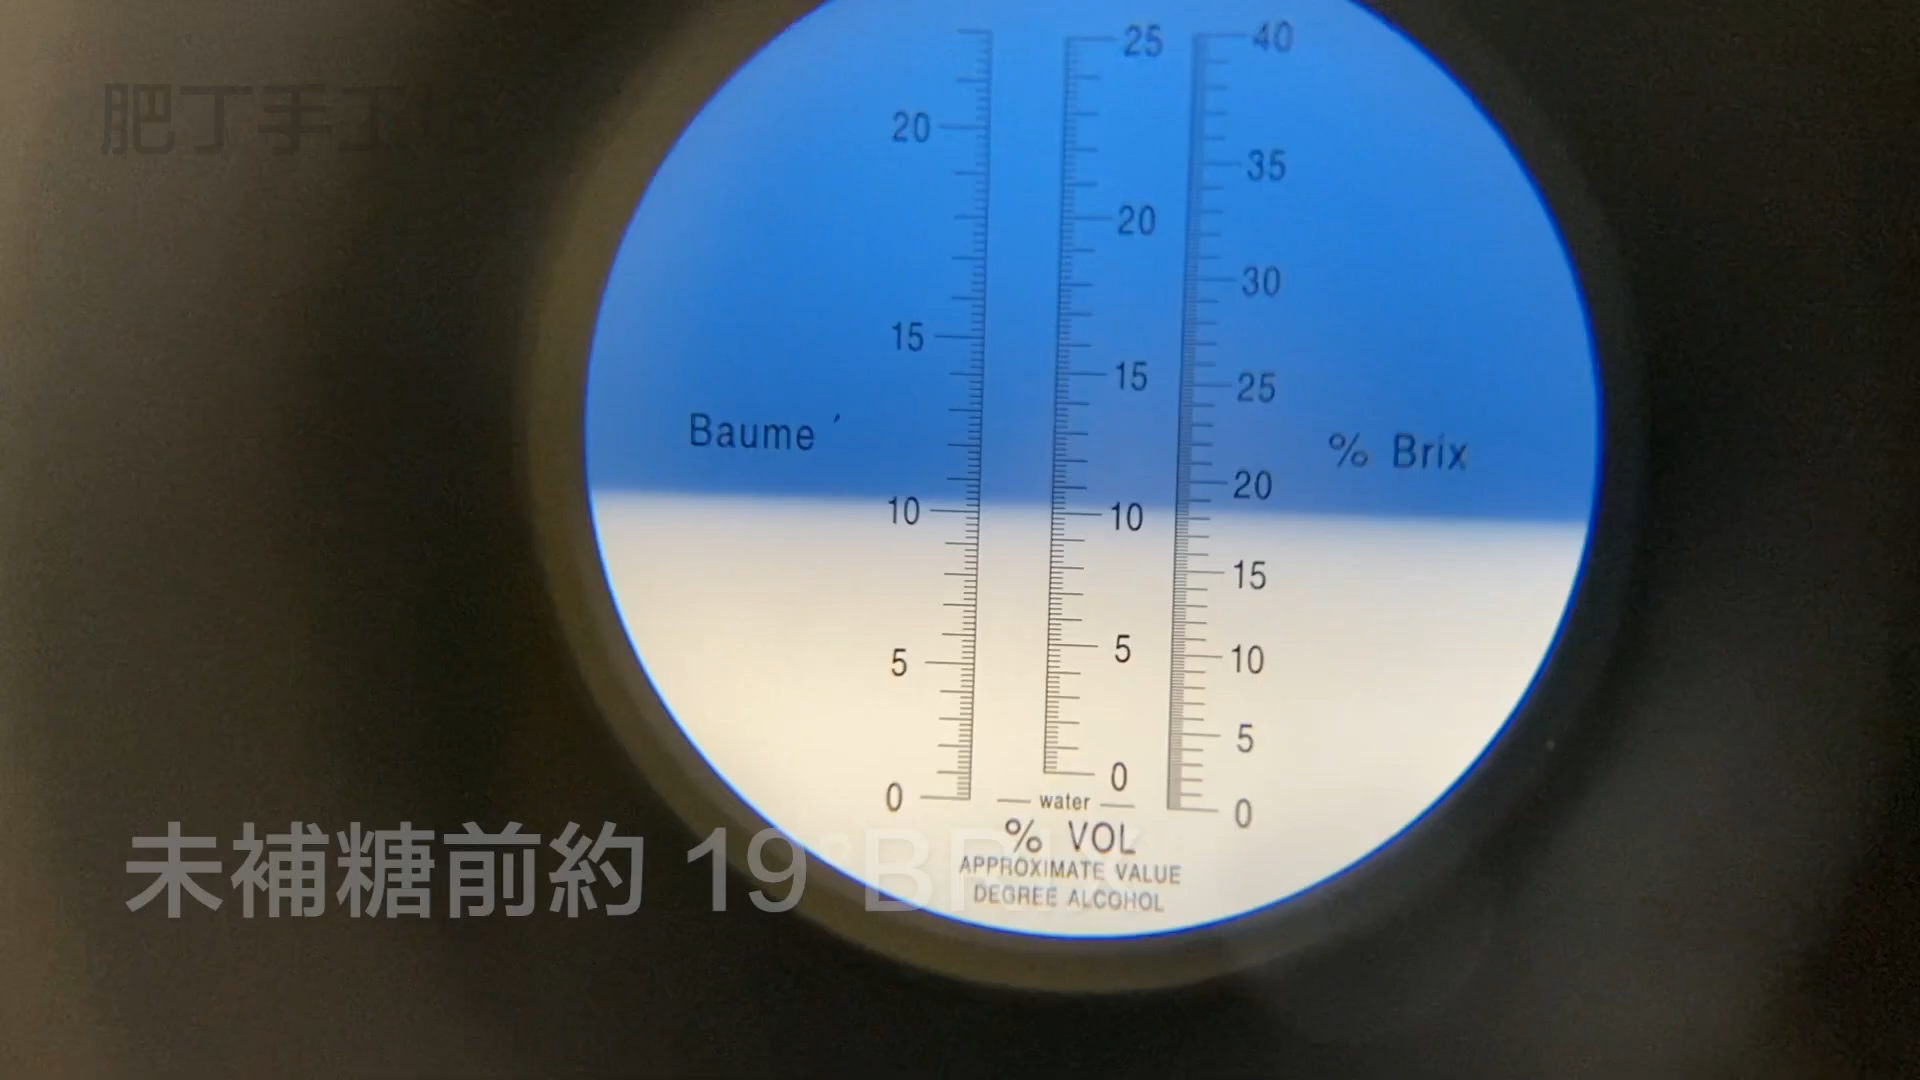 肥丁手工
25
40
20
35
20
30
15
15
25
Baume ´
% Brix
20
10
10
15
5
5
10
5
0
0
0
water
% VOL
APPROXIMATE VALUE
DEGREE ALCOHOL
未補糖前約 19°BRIX